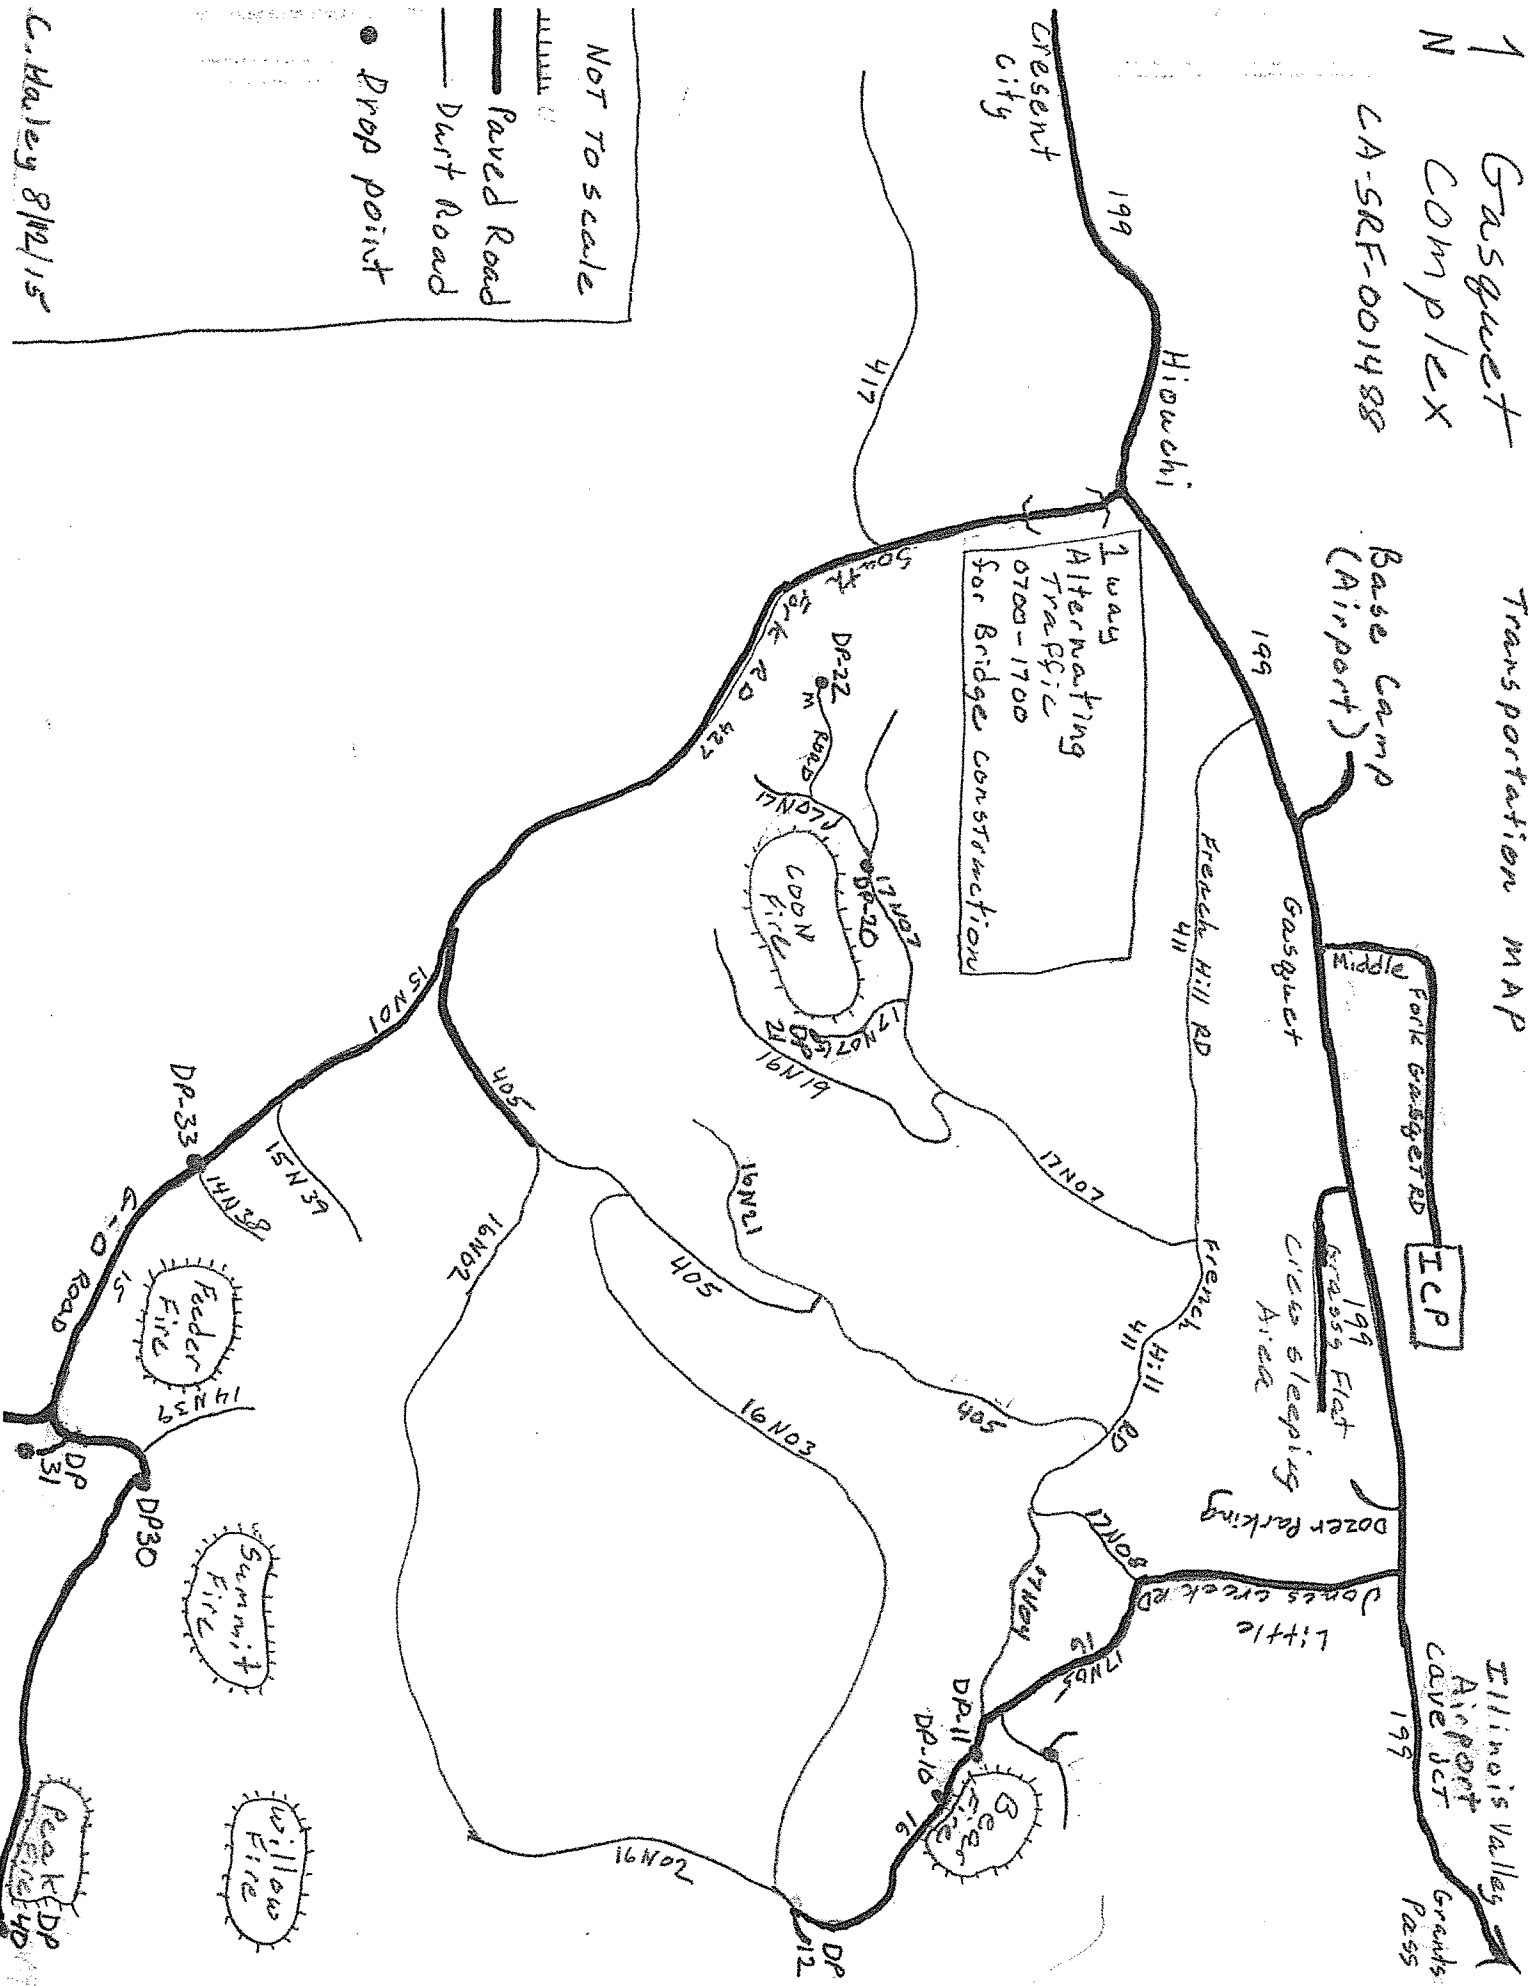 1
N
Gasquet
Complex
CA-SRF-001488
Transportation MAP
Base Camp
(Airport)
Cresent
City
199
Hiouchi
199
Gasquet
Middle Fork Gasqet RD
ICP
199
Grassy Flat
Crew sleeping
Area
Dozer Parking
Little
Jones Creek RD
Illinois Valley
Airport
Cave JCT
199
Grants
Pass
1 way
Alternating
Traffic
0700-1700
for Bridge construction
417
South Fork RD 427
French Hill RD
411
French Hill RD
411
17N07
17N08
17N04
17N05
16
DP-11
DP-10
Bear
Fire
16
DP
12
DP-22
m Road
17N07
DP-20
17N07
COON
Fire
17N07G
DP
21
16N19
16N21
405
405
405
16N03
16N02
16N02
15N01
15N39
DP-33
14N38
G-O Road
15
Feeder
Fire
14N39
DP
31
DP30
Summit
Fire
Willow
Fire
Peak
Fire
DP
40
NOT TO scale
Paved Road
Durt Road
Drop point
C. Haley 8/12/15